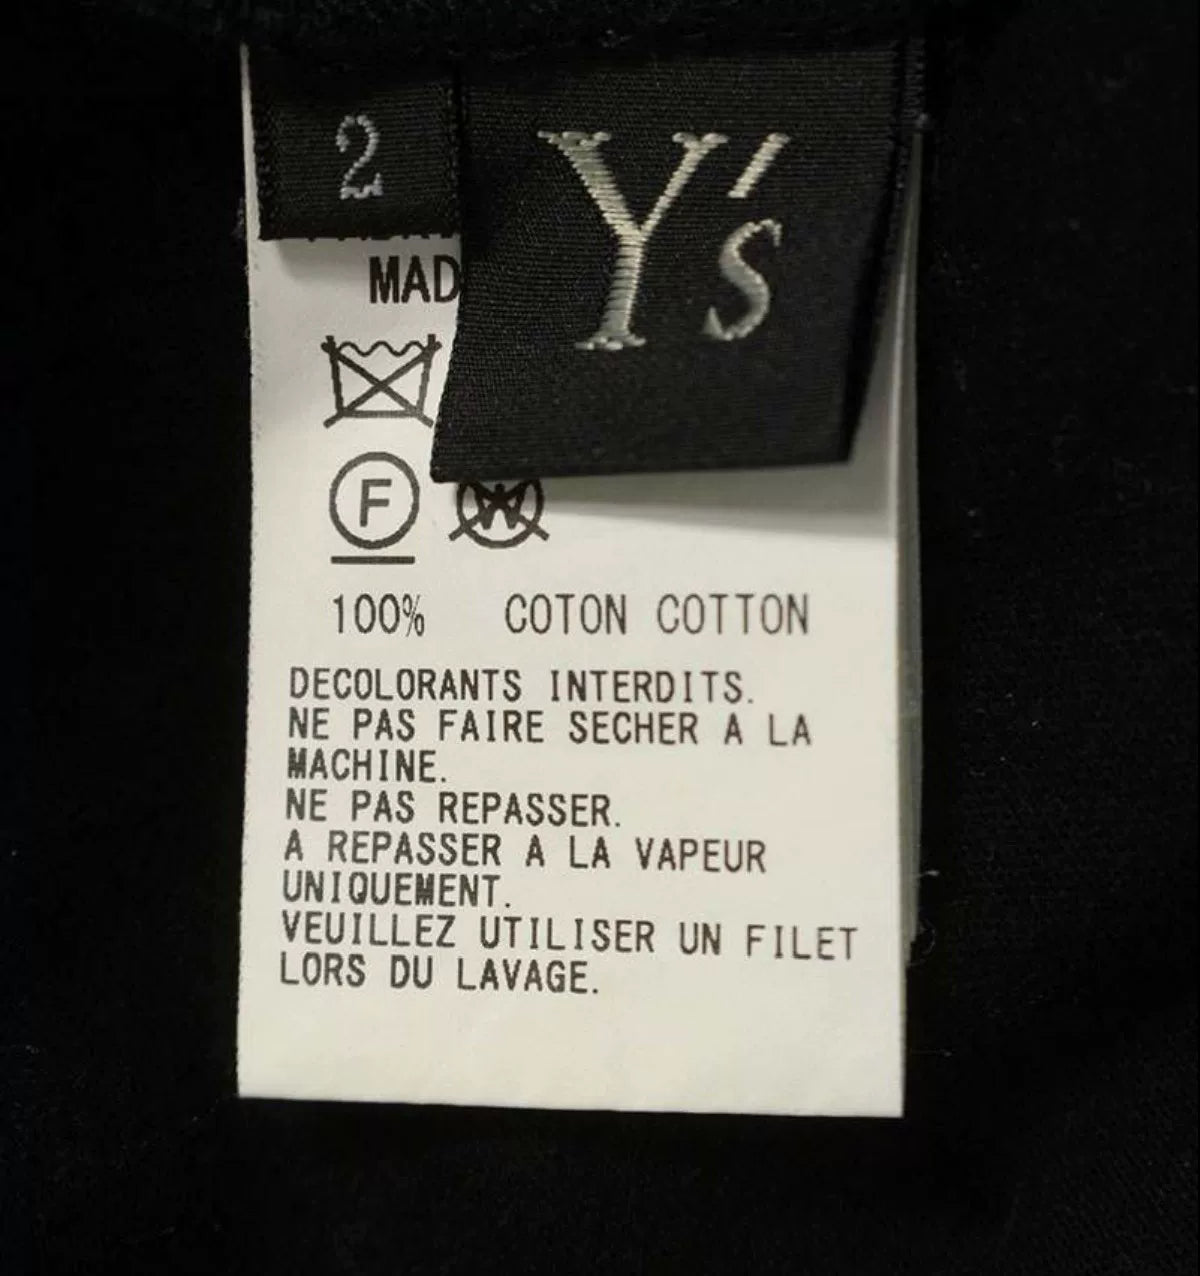 2
Y's
MAD
F
W
100% COTON COTTON
DECOLORANTS INTERDITS.
NE PAS FAIRE SECHER A LA
MACHINE.
NE PAS REPASSER.
A REPASSER A LA VAPEUR
UNIQUEMENT.
VEUILLEZ UTILISER UN FILET
LORS DU LAVAGE.